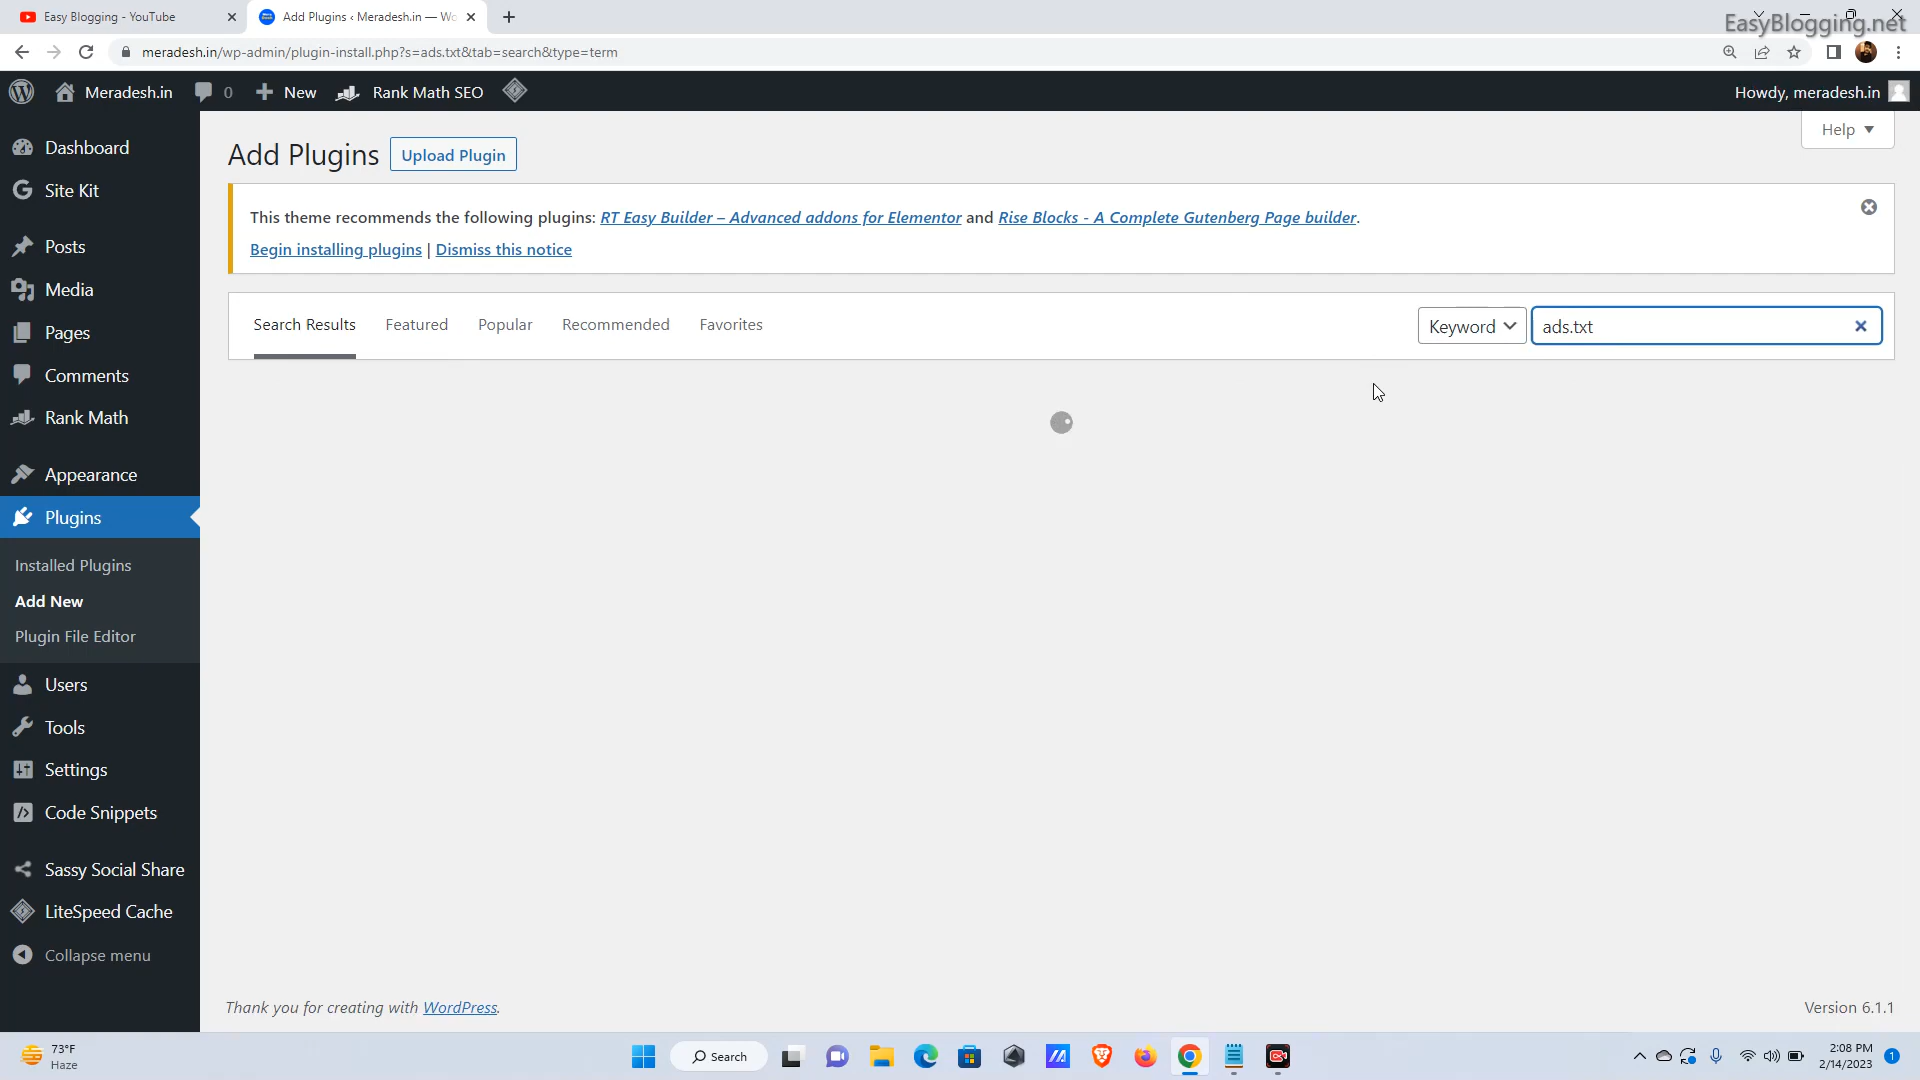 Easy Blogging - YouTube
Add Plugins ‹ Meradesh.in — Wo
EasyBlogging.net
meradesh.in/wp-admin/plugin-install.php?s=ads.txt&tab=search&type=term
Meradesh.in
0
New
Rank Math SEO
Howdy, meradesh.in
Help
Dashboard
Site Kit
Posts
Media
Pages
Comments
Rank Math
Appearance
Plugins
Installed Plugins
Add New
Plugin File Editor
Users
Tools
Settings
Code Snippets
Sassy Social Share
LiteSpeed Cache
Collapse menu
Add Plugins
Upload Plugin
This theme recommends the following plugins: RT Easy Builder – Advanced addons for Elementor and Rise Blocks - A Complete Gutenberg Page builder.
Begin installing plugins | Dismiss this notice
Search Results
Featured
Popular
Recommended
Favorites
Keyword
ads.txt
Thank you for creating with WordPress.
Version 6.1.1
73°F
Haze
Search
2:08 PM
2/14/2023
1